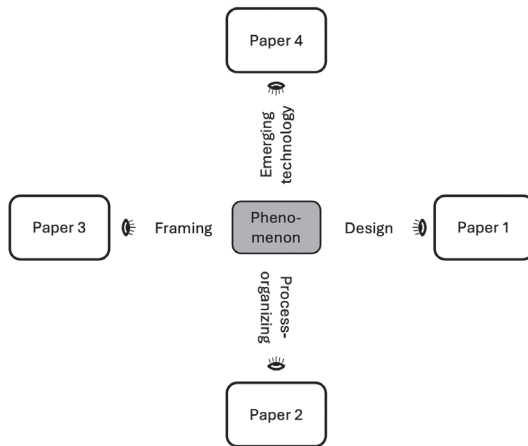 Paper 4
Emerging
technology
Paper 3
Framing
Pheno-
menon
Design
Paper 1
Process-
organizing
Paper 2